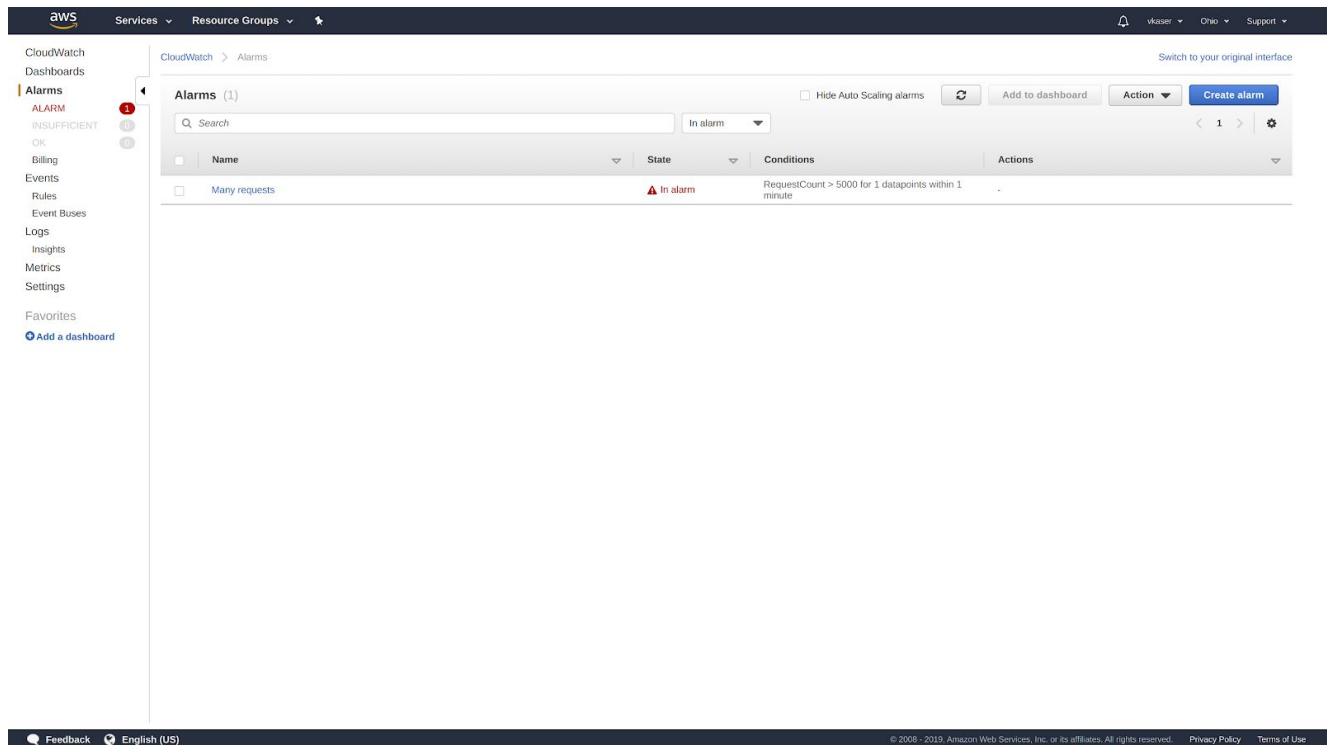 aws Services Resource Groups vkaser Ohio Support
CloudWatch
Dashboards
Alarms
ALARM 1
INSUFFICIENT 0
OK 0
Billing
Events
Rules
Event Buses
Logs
Insights
Metrics
Settings
Favorites
Add a dashboard
CloudWatch > Alarms Switch to your original interface
Alarms (1) Hide Auto Scaling alarms Add to dashboard Action Create alarm
Search In alarm < 1 >
Name State Conditions Actions
Many requests In alarm RequestCount > 5000 for 1 datapoints within 1 -
minute
Feedback English (US) © 2008 - 2019, Amazon Web Services, Inc. or its affiliates. All rights reserved. Privacy Policy Terms of Use